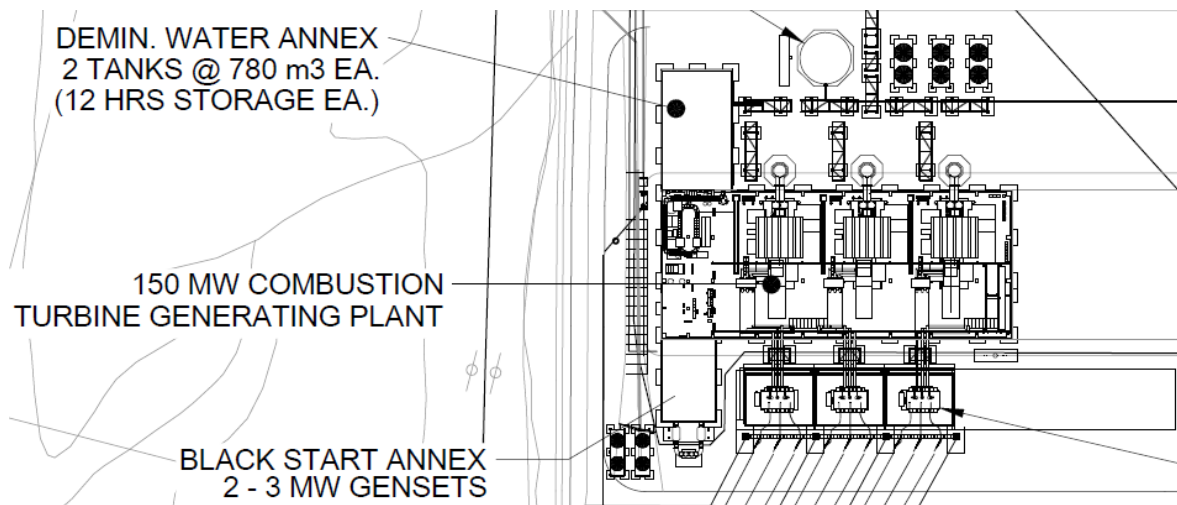 DEMIN. WATER ANNEX
2 TANKS @ 780 m3 EA.
(12 HRS STORAGE EA.)
150 MW COMBUSTION
TURBINE GENERATING PLANT
BLACK START ANNEX
2 - 3 MW GENSETS